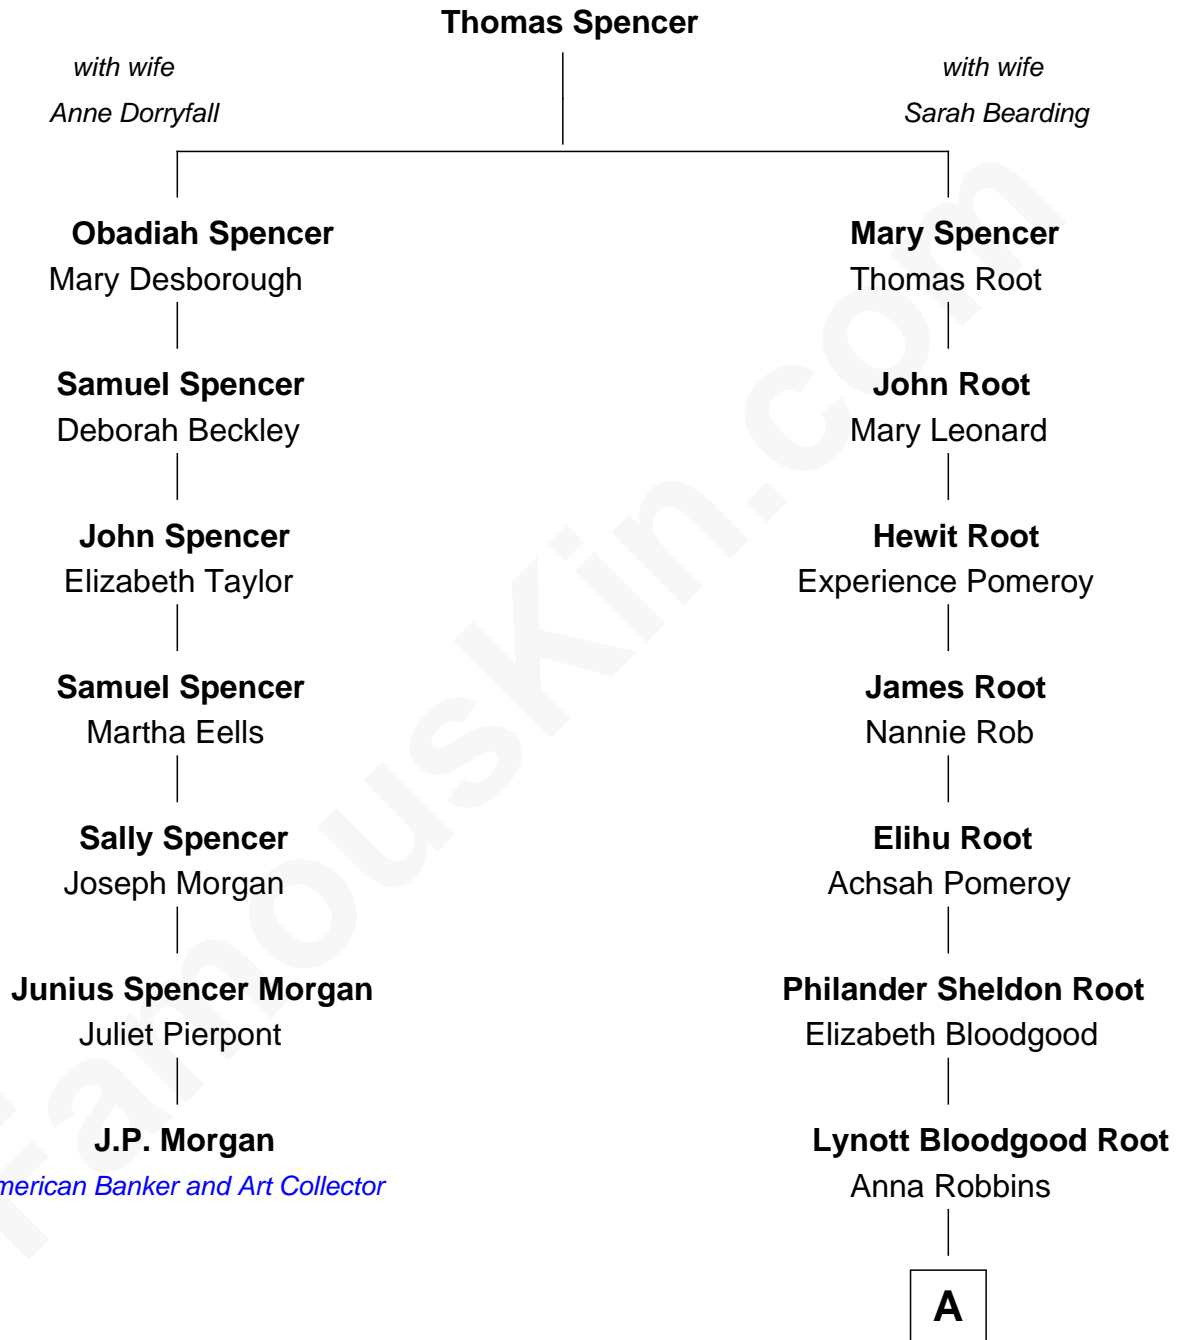 Thomas Spencer
with wife
Anne Dorryfall
with wife
Sarah Bearding
Obadiah Spencer
Mary Desborough
Mary Spencer
Thomas Root
Samuel Spencer
Deborah Beckley
John Root
Mary Leonard
John Spencer
Elizabeth Taylor
Hewit Root
Experience Pomeroy
Samuel Spencer
Martha Eells
James Root
Nannie Rob
Sally Spencer
Joseph Morgan
Elihu Root
Achsah Pomeroy
Junius Spencer Morgan
Juliet Pierpont
Philander Sheldon Root
Elizabeth Bloodgood
J.P. Morgan
merican Banker and Art Collector
Lynott Bloodgood Root
Anna Robbins
A
FamousKin.com